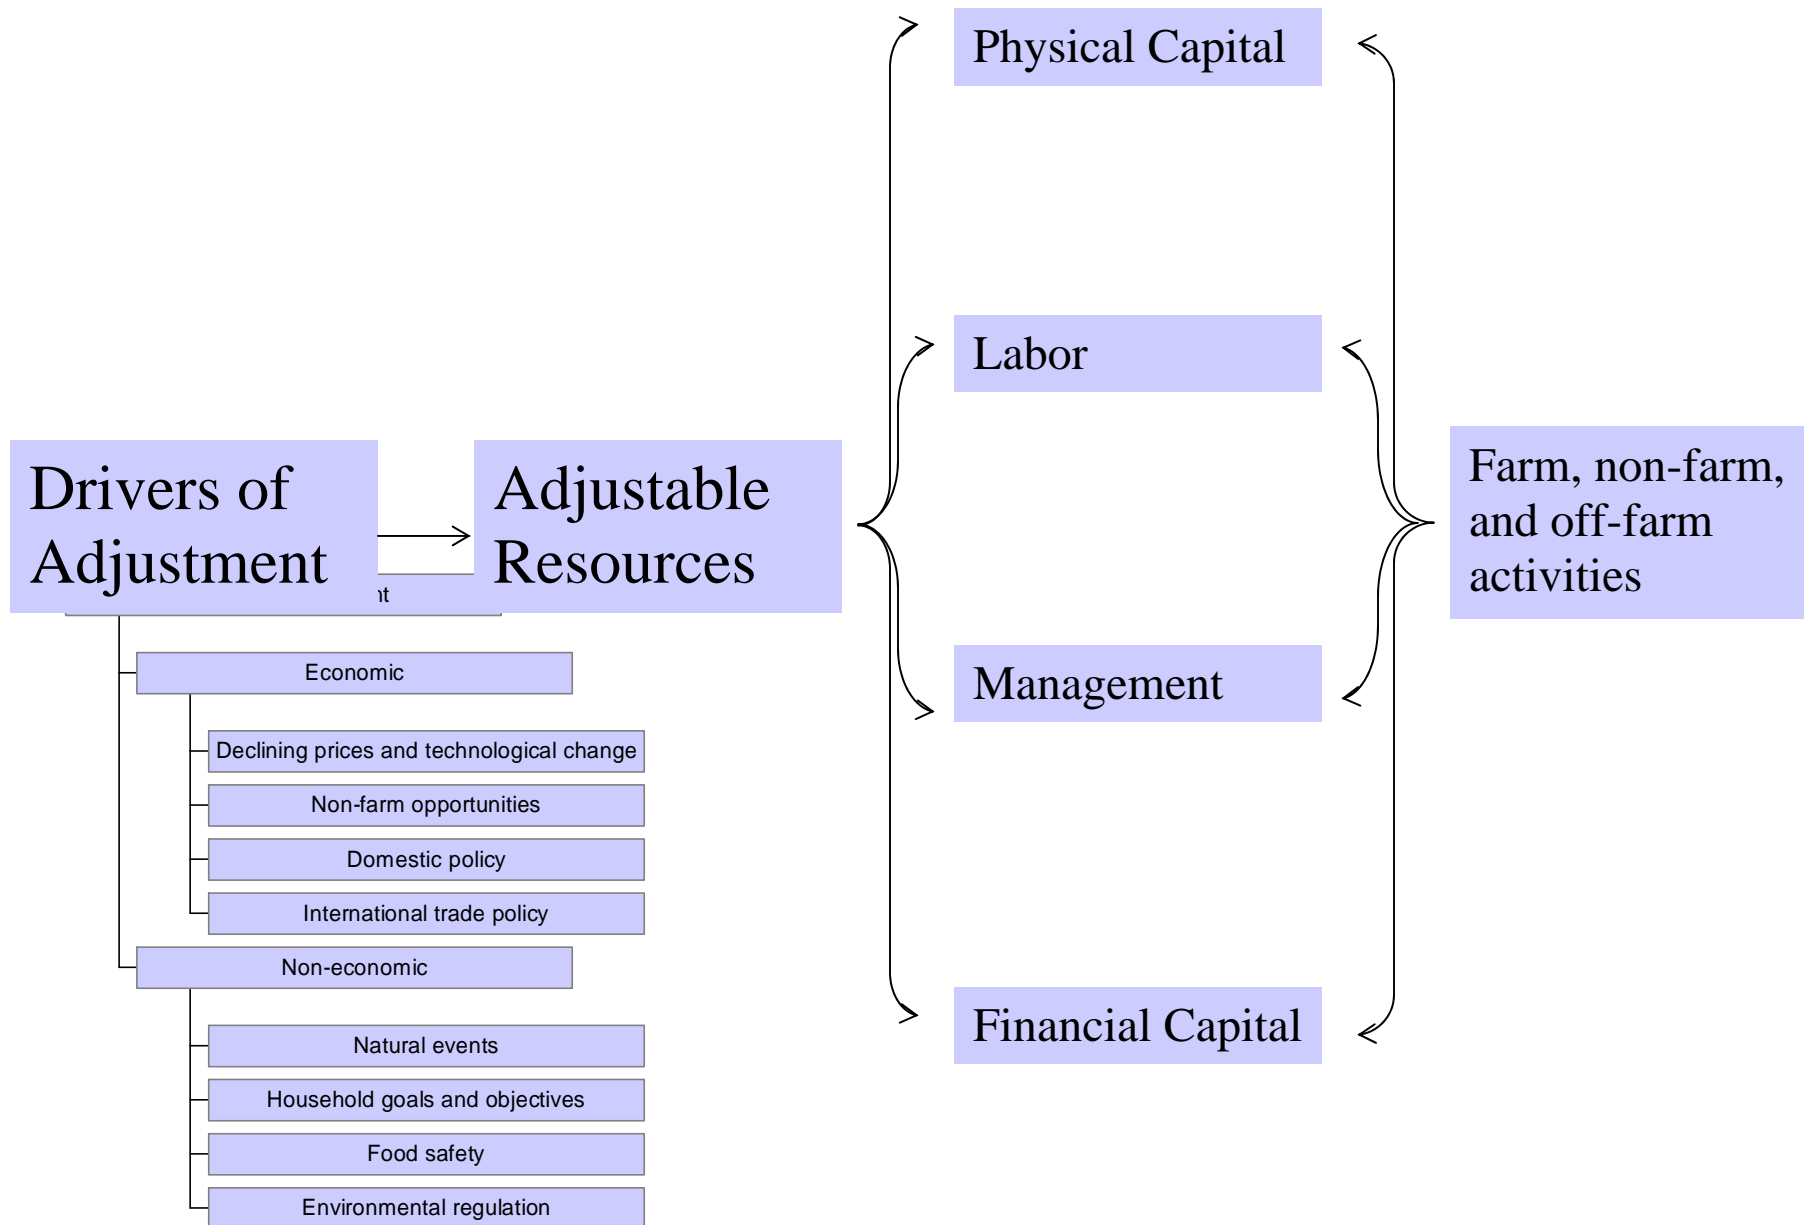 Physical Capital
Labor
Drivers of
Adjustment
Adjustable
Resources
Farm, non-farm,
and off-farm
activities
Economic
Management
Declining prices and technological change
Non-farm opportunities
Domestic policy
International trade policy
Non-economic
Financial Capital
Natural events
Household goals and objectives
Food safety
Environmental regulation